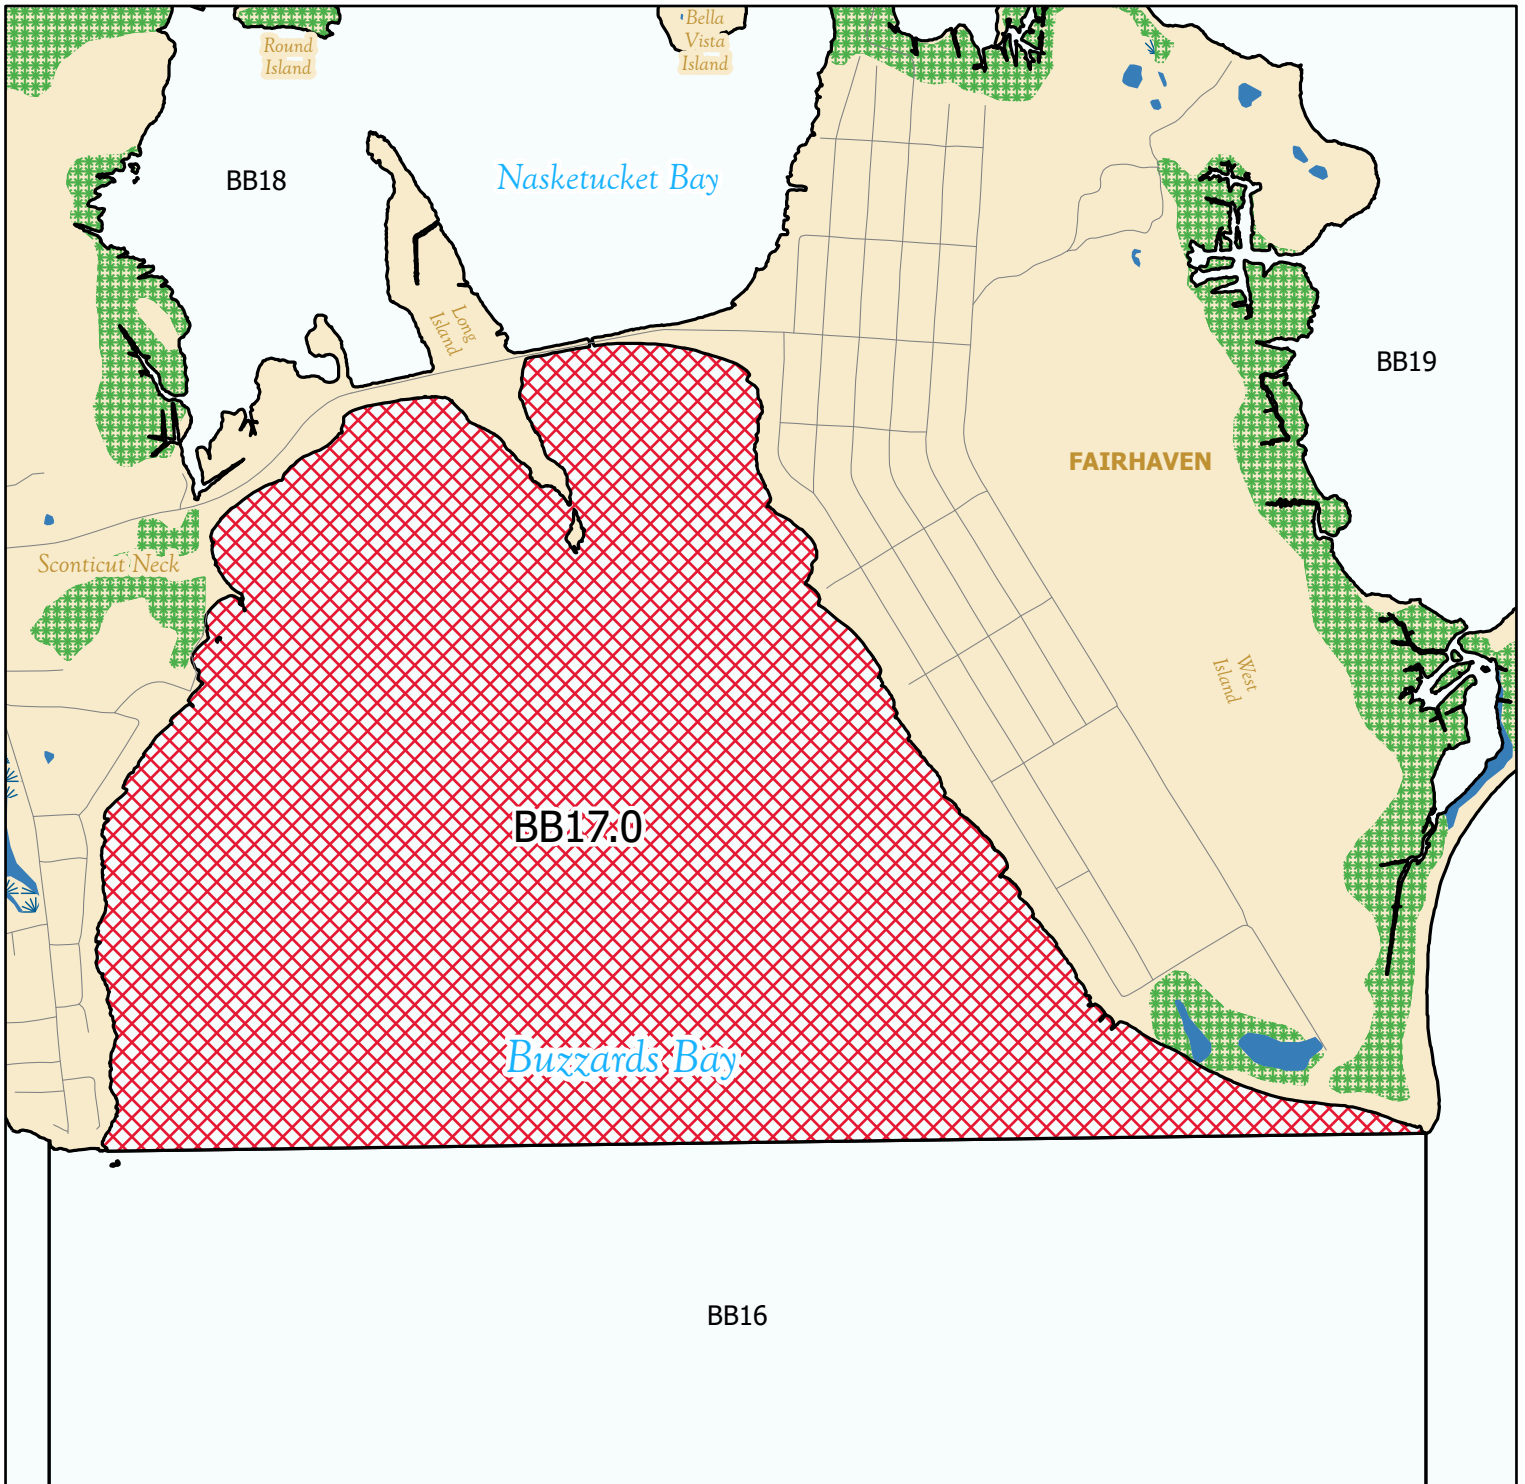 Bella
Vista
Island
Round
Island
BB18
Nasketucket Bay
Long
Island
BB19
FAIRHAVEN
Sconticut Neck
West
Island
BB17.0
Buzzards Bay
BB16